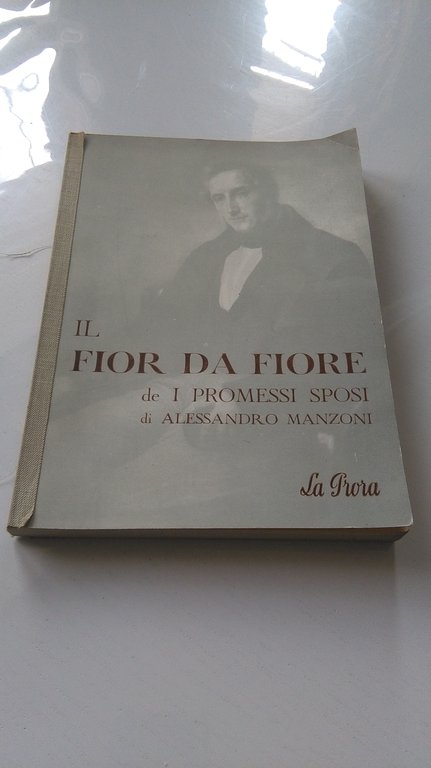 IL
FIOR DA FIORE
de I PROMESSI SPOSI
di ALESSANDRO MANZONI
La Prora